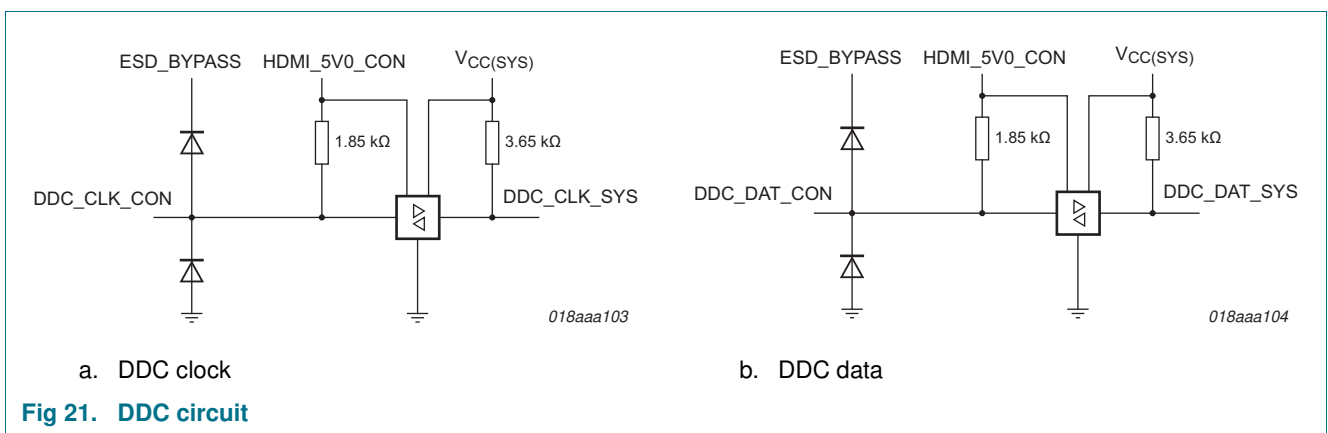 ESD_BYPASS HDMI_5V0_CON VCC(SYS)
1.85 kΩ 3.65 kΩ
DDC_CLK_CON DDC_CLK_SYS
018aaa103
a. DDC clock
ESD_BYPASS HDMI_5V0_CON VCC(SYS)
1.85 kΩ 3.65 kΩ
DDC_DAT_CON DDC_DAT_SYS
018aaa104
b. DDC data
Fig 21. DDC circuit